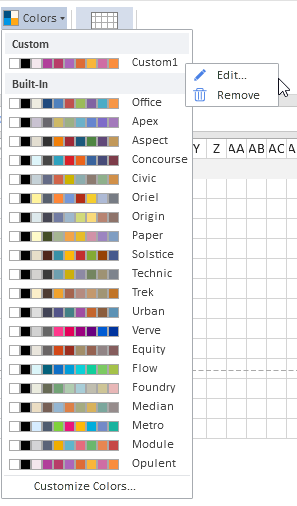 Colors
Custom
Custom1
Edit...
Remove
Built-In
Office
Apex
Aspect
Concourse
Civic
Oriel
Origin
Paper
Solstice
Technic
Trek
Urban
Verve
Equity
Flow
Foundry
Median
Metro
Module
Opulent
Customize Colors...
Y Z AA AB AC A